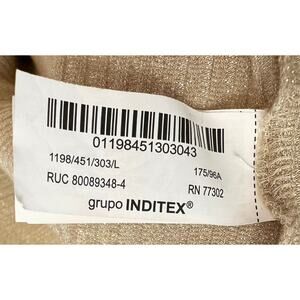 01198451303043
1198/451/303/L 175/96A
RUC 80089348-4 RN 77302
grupo INDITEX®